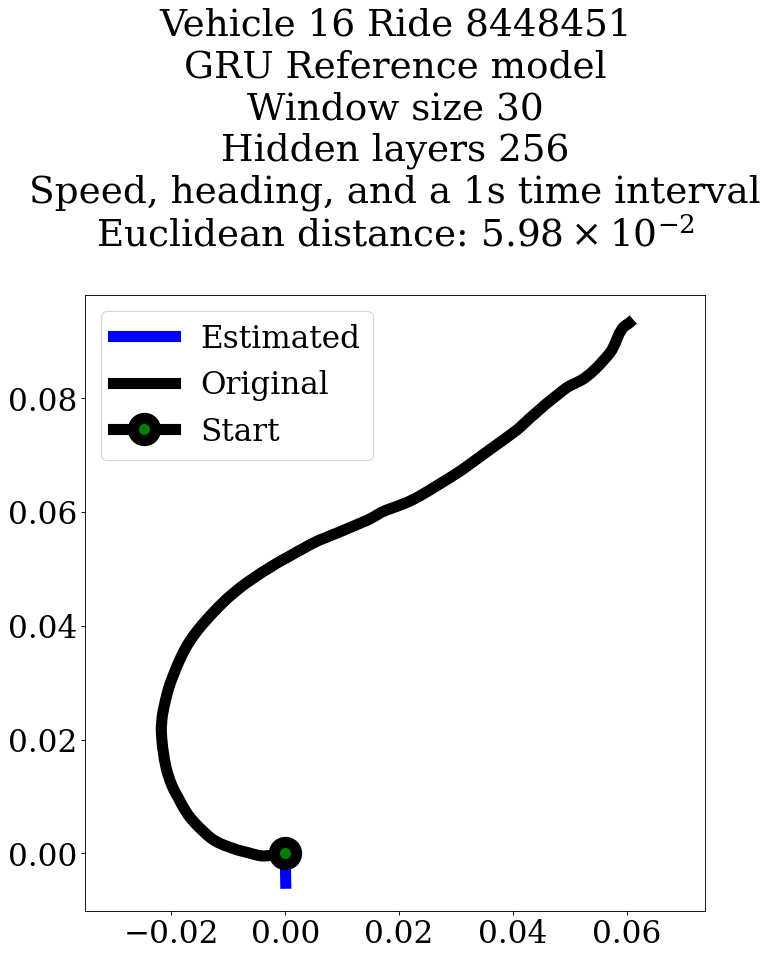 Vehicle 16 Ride 8448451
GRU Reference model
Window size 30
Hidden layers 256
Speed, heading, and a 1s time interval
Euclidean distance: 5.98 × 10⁻²
Estimated
Original
Start
0.08
0.06
0.04
0.02
0.00
−0.02 0.00 0.02 0.04 0.06